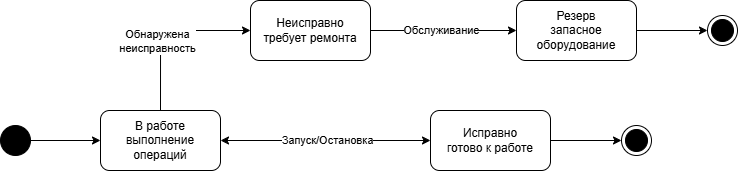 Обнаружена
неисправность
Неисправно
требует ремонта
Обслуживание
Резерв
запасное
оборудование
В работе
выполнение
операций
Запуск/Остановка
Исправно
готово к работе